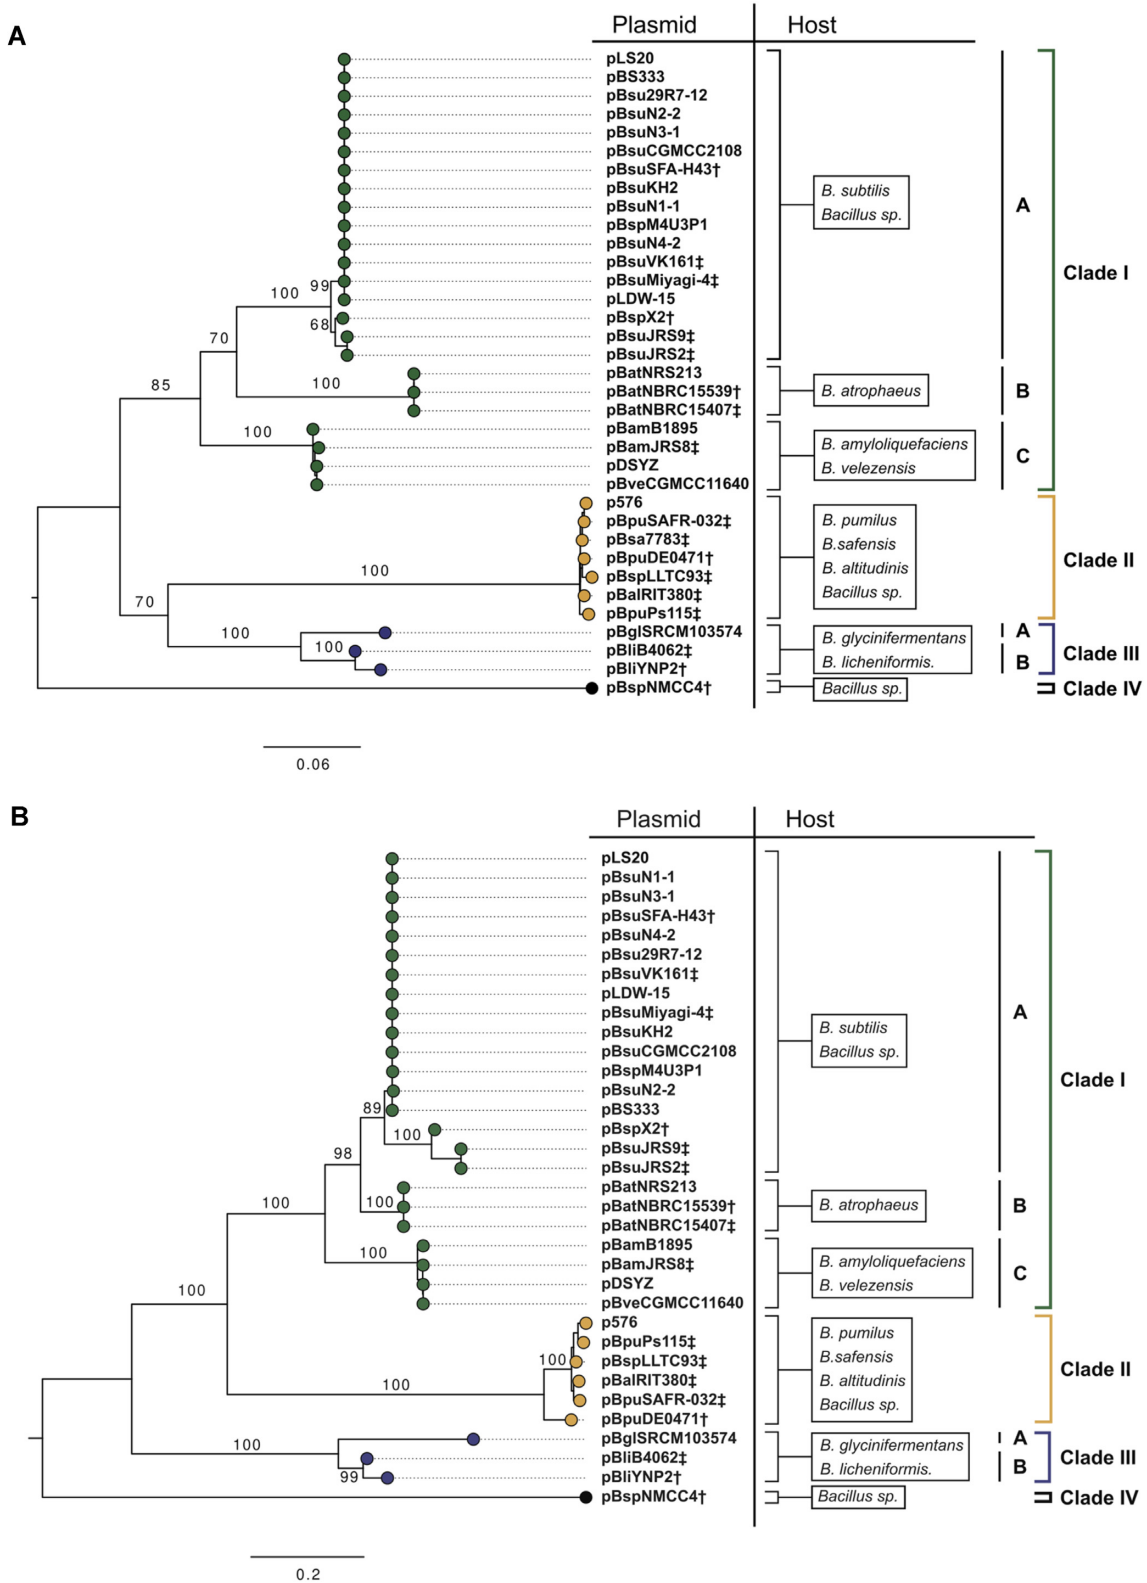 A
Plasmid Host
pLS20
pBS333
pBsu29R7-12
pBsuN2-2
pBsuN3-1
pBsuCGMCC2108
pBsuSFA-H43†
pBsuKH2
B. subtilis
pBsuN1-1
A
Bacillus sp.
pBspM4U3P1
pBsuN4-2
pBsuVK161‡
Clade I
99
pBsuMiyagi-4‡
100
pLDW-15
68
pBspX2†
70
pBsuJRS9‡
pBsuJRS2‡
pBatNRS213
85
100
pBatNBRC15539†
B. atrophaeus
B
pBatNBRC15407‡
pBamB1895
100
pBamJRS8‡
B. amyloliquefaciens
C
pDSYZ
B. velezensis
pBveCGMCC11640
p576
pBpuSAFR-032‡
B. pumilus
pBsa7783‡
B.safensis
pBpuDE0471†
B. altitudinis
Clade II
100
pBspLLTC93‡
Bacillus sp.
pBalRIT380‡
70
pBpuPs115‡
100
pBglSRCM103574
B. glycinifermentans
A
100
pBliB4062‡
B. licheniformis.
B
Clade III
pBliYNP2†
pBspNMCC4†
Bacillus sp.
Clade IV
0.06
B
Plasmid Host
pLS20
pBsuN1-1
pBsuN3-1
pBsuSFA-H43†
pBsuN4-2
pBsu29R7-12
pBsuVK161‡
pLDW-15
pBsuMiyagi-4‡
A
pBsuKH2
B. subtilis
pBsuCGMCC2108
Bacillus sp.
pBspM4U3P1
Clade I
pBsuN2-2
89
pBS333
100
pBspX2†
98
pBsuJRS9‡
pBsuJRS2‡
pBatNRS213
100
100
pBatNBRC15539†
B. atrophaeus
B
pBatNBRC15407‡
pBamB1895
100
pBamJRS8‡
B. amyloliquefaciens
C
pDSYZ
B. velezensis
100
pBveCGMCC11640
p576
pBpuPs115‡
B. pumilus
100
pBspLLTC93‡
B.safensis
Clade II
100
pBalRIT380‡
B. altitudinis
pBpuSAFR-032‡
Bacillus sp.
pBpuDE0471†
100
pBglSRCM103574
B. glycinifermentans
A
pBliB4062‡
B. licheniformis.
B
Clade III
99
pBliYNP2†
pBspNMCC4†
Bacillus sp.
Clade IV
0.2